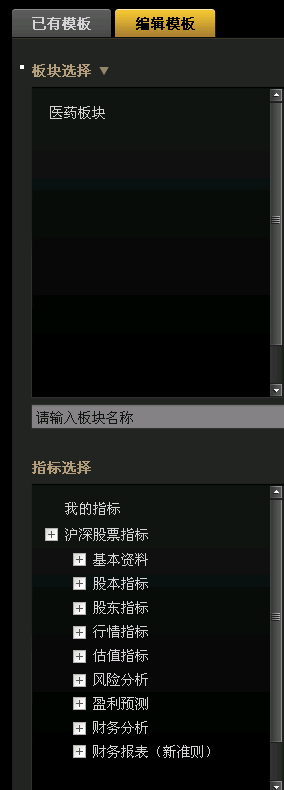 已有模板 编辑模板
板块选择
医药板块
请输入板块名称
指标选择
我的指标
沪深股票指标
基本资料
股本指标
股东指标
行情指标
估值指标
风险分析
盈利预测
财务分析
财务报表（新准则）